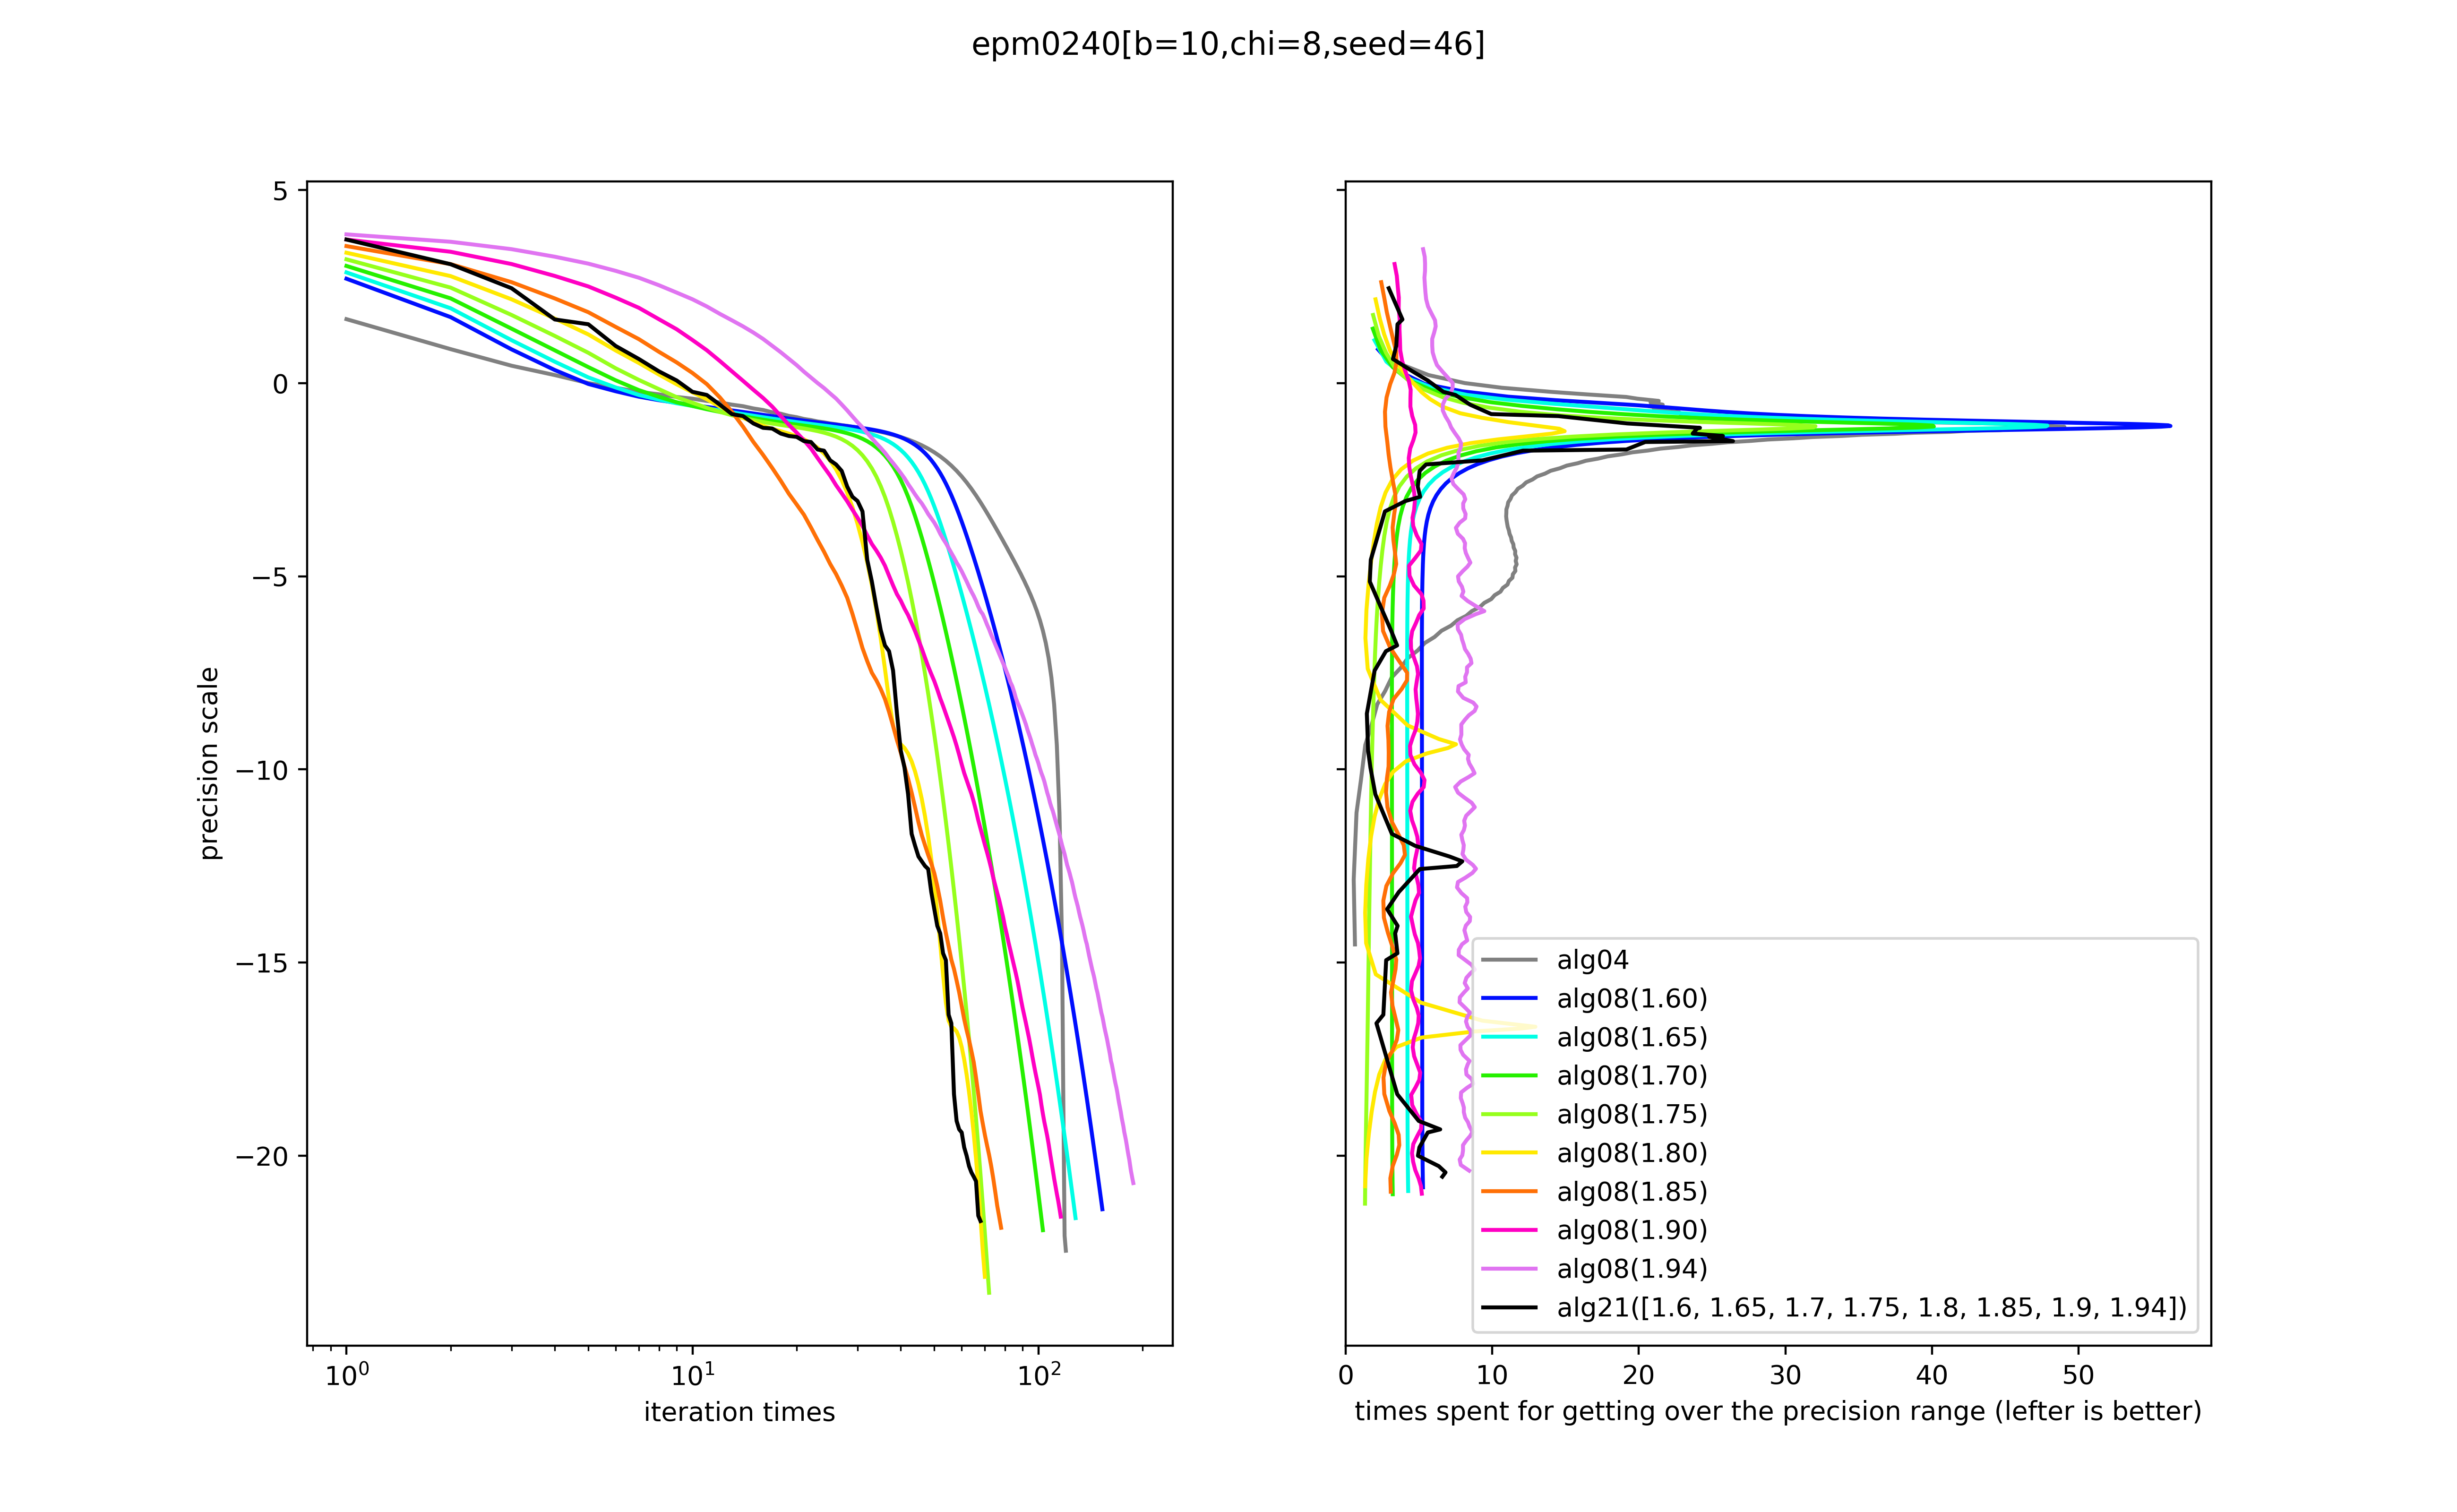 epm0240[b=10,chi=8,seed=46]
5
0
−5
−10
−15
−20
precision scale
10⁰ 10¹ 10²
iteration times
0 10 20 30 40 50
times spent for getting over the precision range (lefter is better)
alg04
alg08(1.60)
alg08(1.65)
alg08(1.70)
alg08(1.75)
alg08(1.80)
alg08(1.85)
alg08(1.90)
alg08(1.94)
alg21([1.6, 1.65, 1.7, 1.75, 1.8, 1.85, 1.9, 1.94])